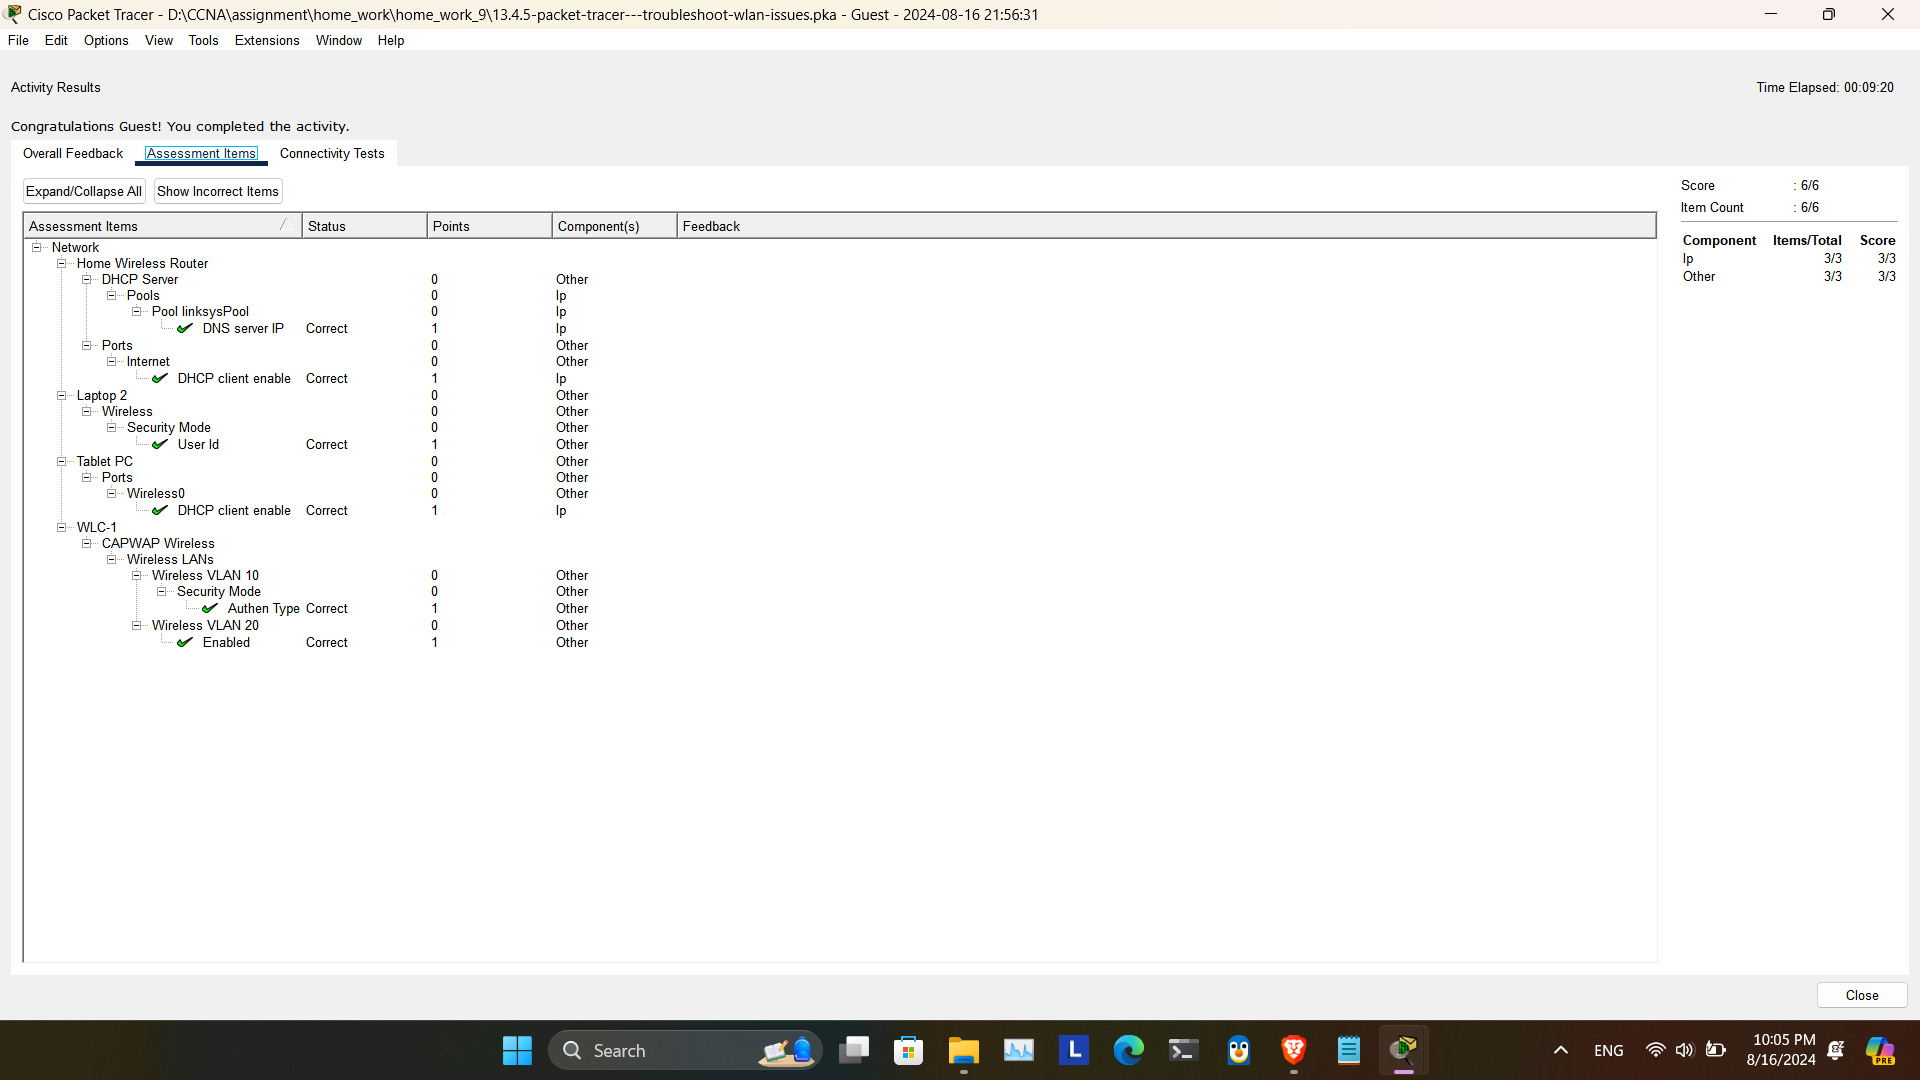 Cisco Packet Tracer - D:\CCNA\assignment\home_work\home_work_9\13.4.5-packet-tracer---troubleshoot-wlan-issues.pka - Guest - 2024-08-16 21:56:31
File Edit Options View Tools Extensions Window Help
Activity Results Time Elapsed: 00:09:20
Congratulations Guest! You completed the activity.
Overall Feedback Assessment Items Connectivity Tests
Expand/Collapse All Show Incorrect Items
Assessment Items Status Points Component(s) Feedback
Network
Home Wireless Router
DHCP Server 0 Other
Pools 0 Ip
Pool linksysPool 0 Ip
DNS server IP Correct 1 Ip
Ports 0 Other
Internet 0 Other
DHCP client enable Correct 1 Ip
Laptop 2 0 Other
Wireless 0 Other
Security Mode 0 Other
User Id Correct 1 Other
Tablet PC 0 Other
Ports 0 Other
Wireless0 0 Other
DHCP client enable Correct 1 Ip
WLC-1
CAPWAP Wireless
Wireless LANs
Wireless VLAN 10 0 Other
Security Mode 0 Other
Authen Type Correct 1 Other
Wireless VLAN 20 0 Other
Enabled Correct 1 Other
Score : 6/6
Item Count : 6/6
Component Items/Total Score
Ip 3/3 3/3
Other 3/3 3/3
Close
Search
L
ENG
10:05 PM
8/16/2024
PRE